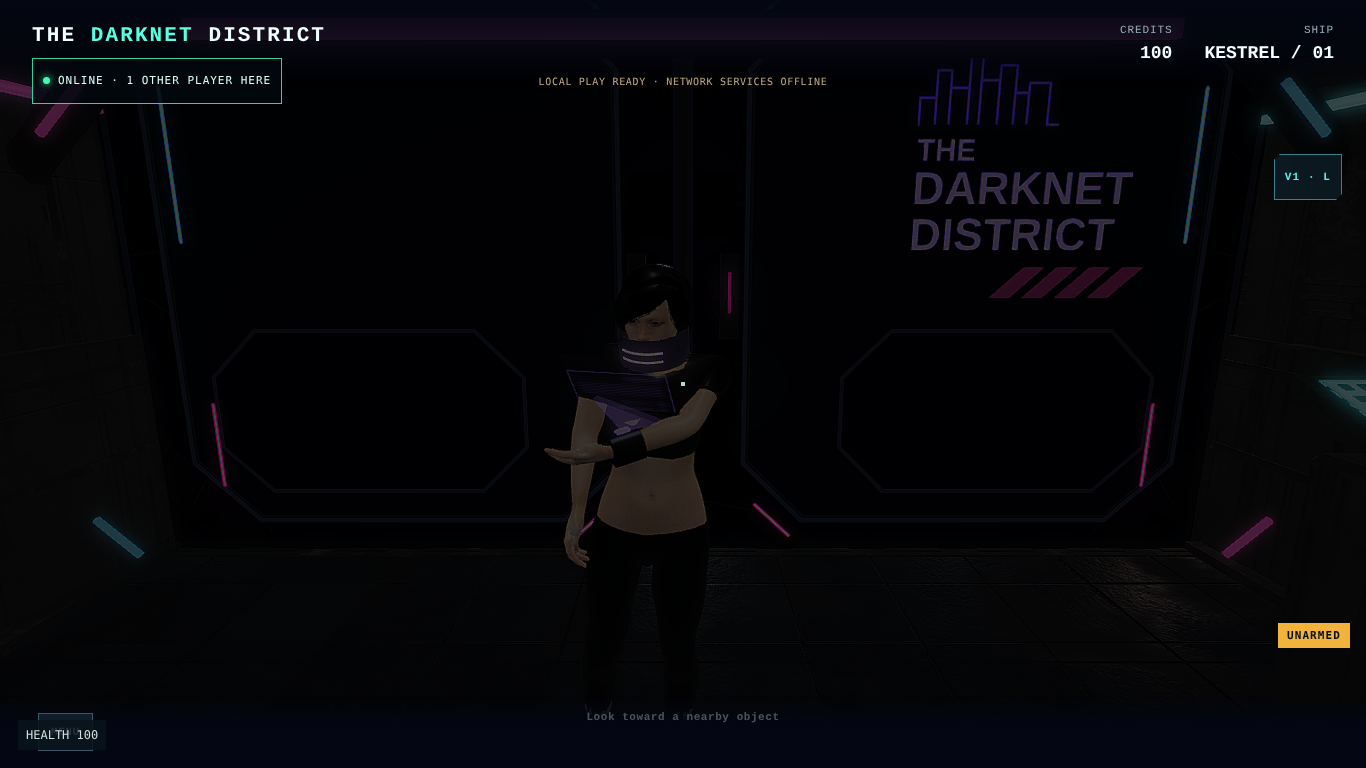 THE DARKNET DISTRICT
ONLINE · 1 OTHER PLAYER HERE
LOCAL PLAY READY · NETWORK SERVICES OFFLINE
CREDITS
100
SHIP
KESTREL / 01
THE
DARKNET
DISTRICT
V1 · L
UNARMED
Look toward a nearby object
HEALTH 100